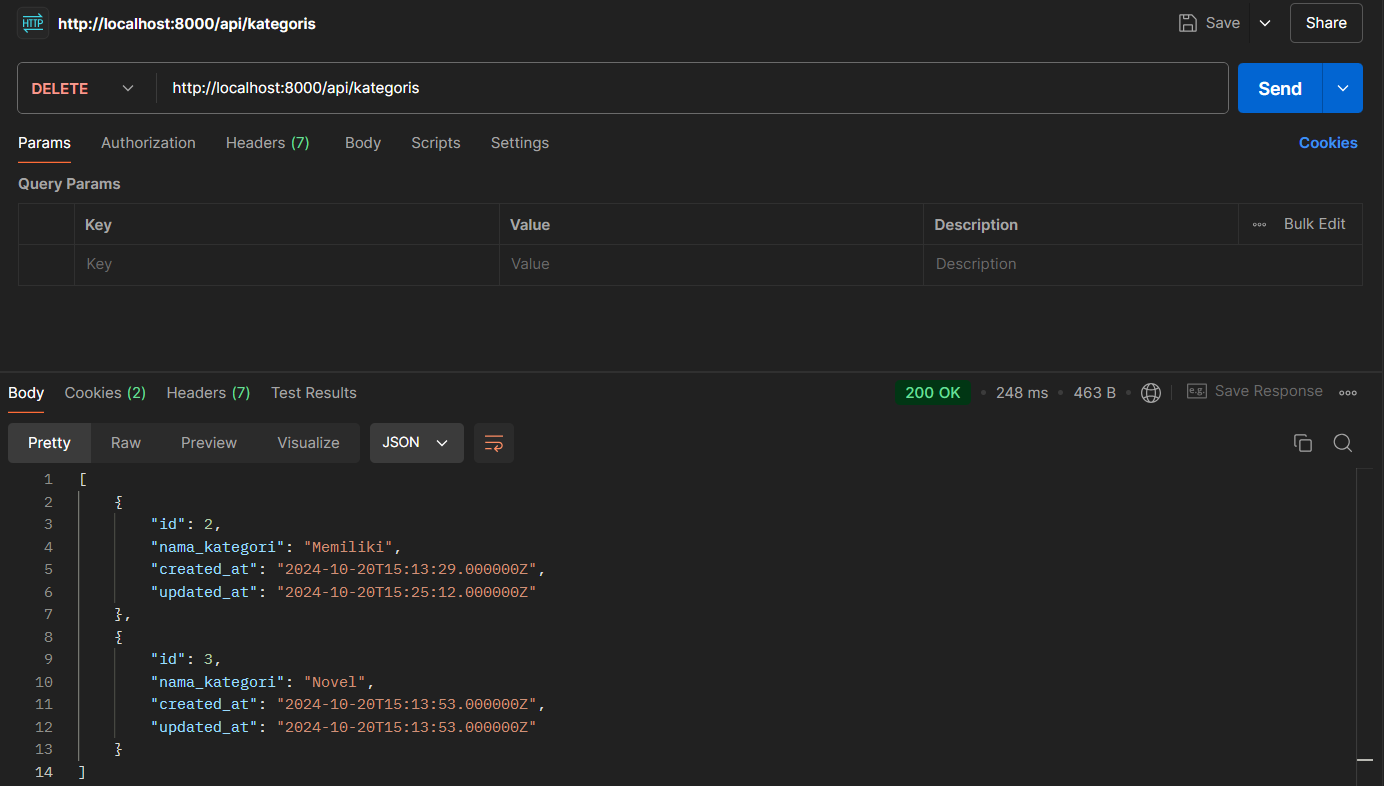 HTTP http://localhost:8000/api/kategoris Save Share
DELETE http://localhost:8000/api/kategoris Send
Params Authorization Headers (7) Body Scripts Settings Cookies
Query Params
Key Value Description Bulk Edit
Key Value Description
Body Cookies (2) Headers (7) Test Results 200 OK • 248 ms • 463 B • e.g. Save Response
Pretty Raw Preview Visualize JSON
1 [
2 {
3 "id": 2,
4 "nama_kategori": "Memiliki",
5 "created_at": "2024-10-20T15:13:29.000000Z",
6 "updated_at": "2024-10-20T15:25:12.000000Z"
7 },
8 {
9 "id": 3,
10 "nama_kategori": "Novel",
11 "created_at": "2024-10-20T15:13:53.000000Z",
12 "updated_at": "2024-10-20T15:13:53.000000Z"
13 }
14 ]